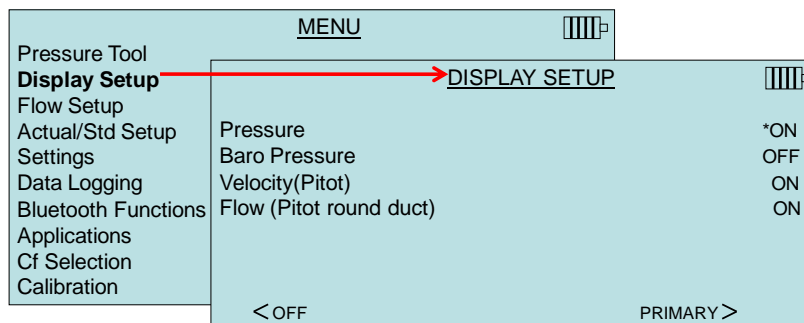 MENU
Pressure Tool
Display Setup
Flow Setup
Actual/Std Setup
Settings
Data Logging
Bluetooth Functions
Applications
Cf Selection
Calibration
DISPLAY SETUP
Pressure *ON
Baro Pressure OFF
Velocity(Pitot) ON
Flow (Pitot round duct) ON
<OFF PRIMARY>